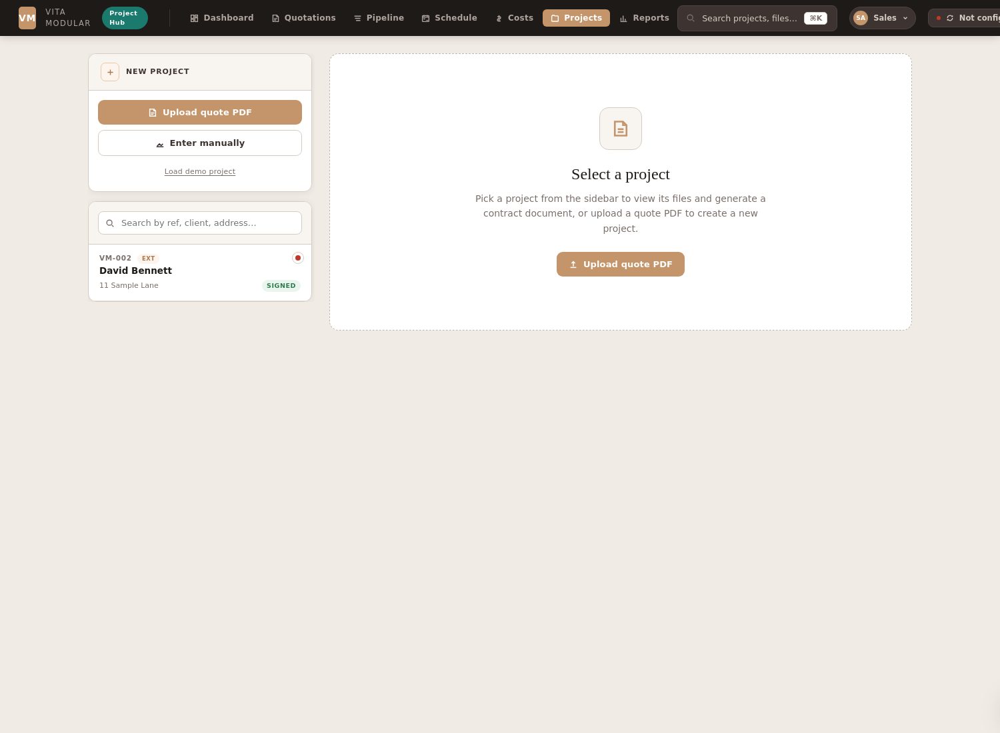 VM
VITA
MODULAR
Project
Hub
Dashboard
Quotations
Pipeline
Schedule
Costs
Projects
Reports
Search projects, files...
⌘K
SA
Sales
Not config
NEW PROJECT
Upload quote PDF
Enter manually
Load demo project
Search by ref, client, address...
VM-002 EXT
David Bennett
11 Sample Lane
SIGNED
Select a project
Pick a project from the sidebar to view its files and generate a
contract document, or upload a quote PDF to create a new
project.
Upload quote PDF